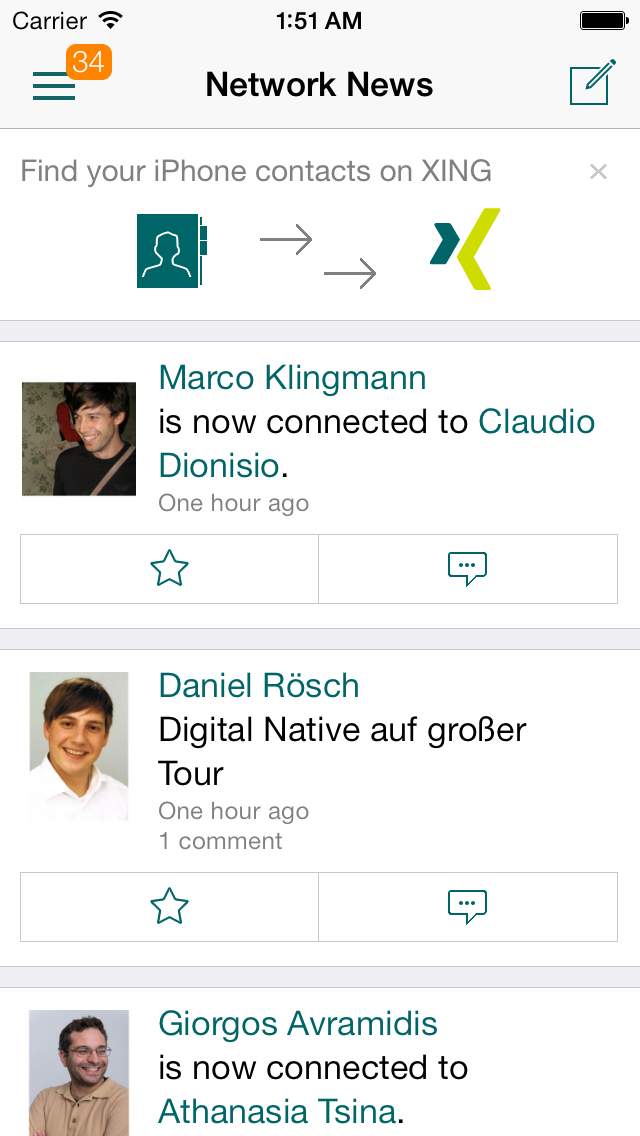 Carrier 1:51 AM
34
Network News
Find your iPhone contacts on XING
Marco Klingmann
is now connected to Claudio
Dionisio.
One hour ago
Daniel Rösch
Digital Native auf großer
Tour
One hour ago
1 comment
Giorgos Avramidis
is now connected to
Athanasia Tsina.